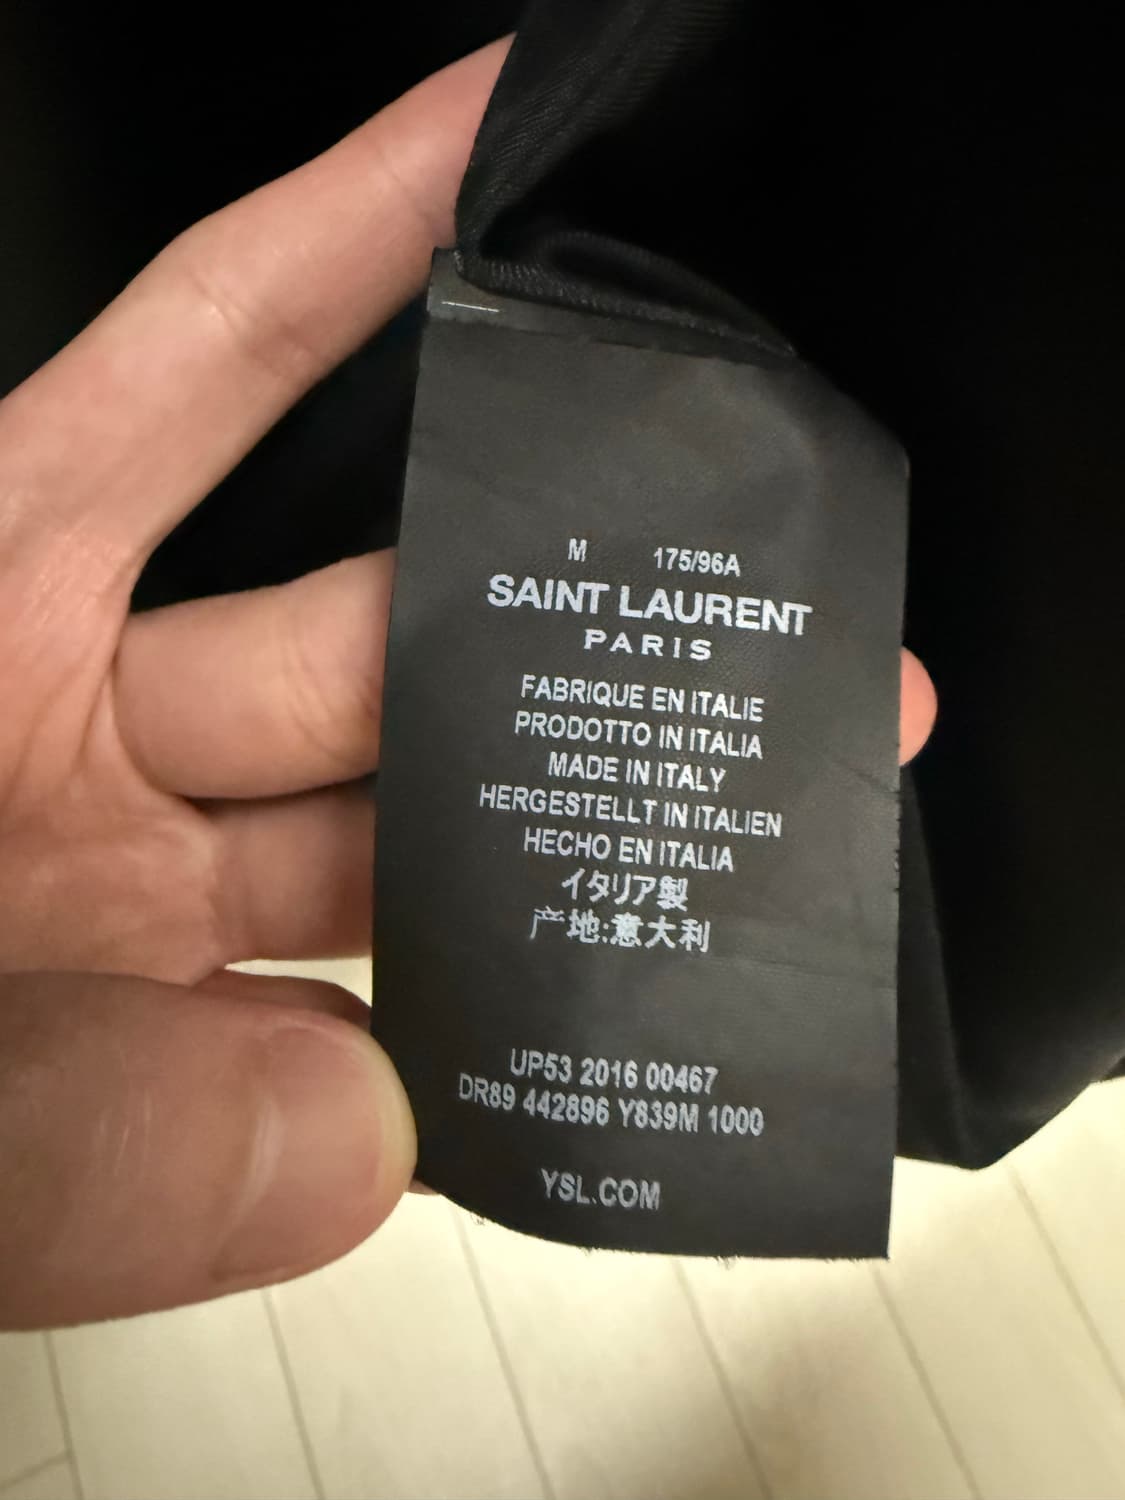 M 175/96A
SAINT LAURENT
PARIS
FABRIQUE EN ITALIE
PRODOTTO IN ITALIA
MADE IN ITALY
HERGESTELLT IN ITALIEN
HECHO EN ITALIA
イタリア製
产地:意大利
UP53 2016 00467
DR89 442896 Y839M 1000
YSL.COM